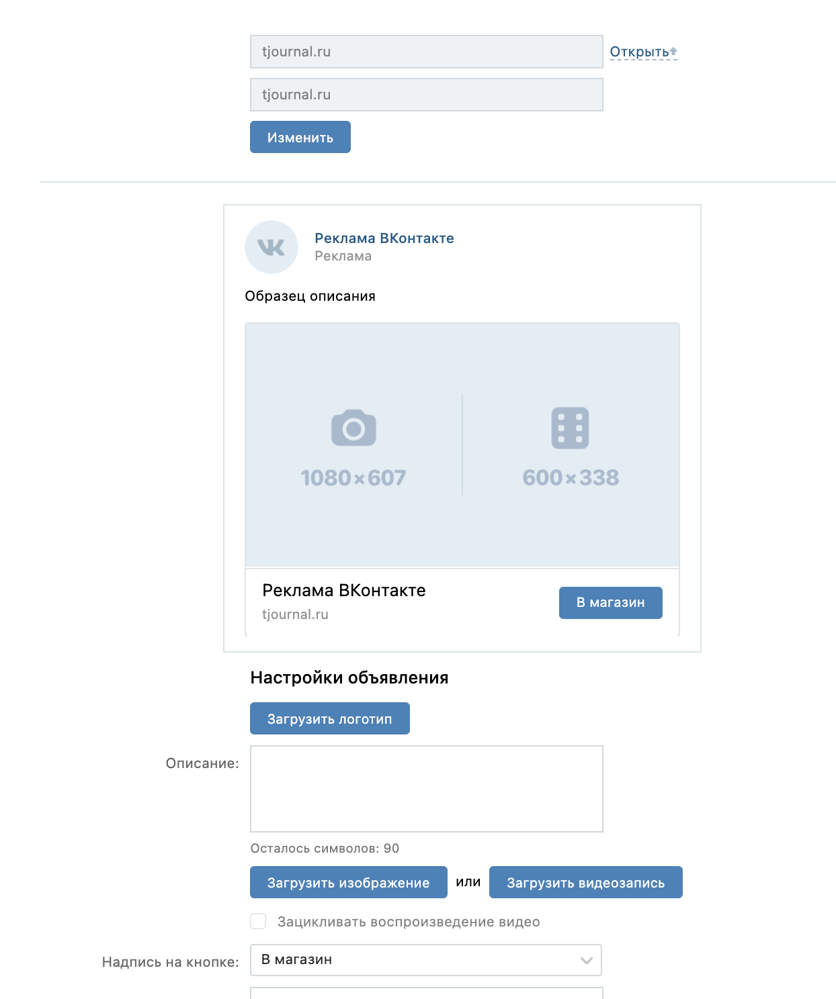 tjournal.ru
Открыть
tjournal.ru
Изменить
Реклама ВКонтакте
Реклама
Образец описания
1080×607
600×338
Реклама ВКонтакте
tjournal.ru
В магазин
Настройки объявления
Загрузить логотип
Описание:
Осталось символов: 90
Загрузить изображение или Загрузить видеозапись
Зацикливать воспроизведение видео
Надпись на кнопке: В магазин